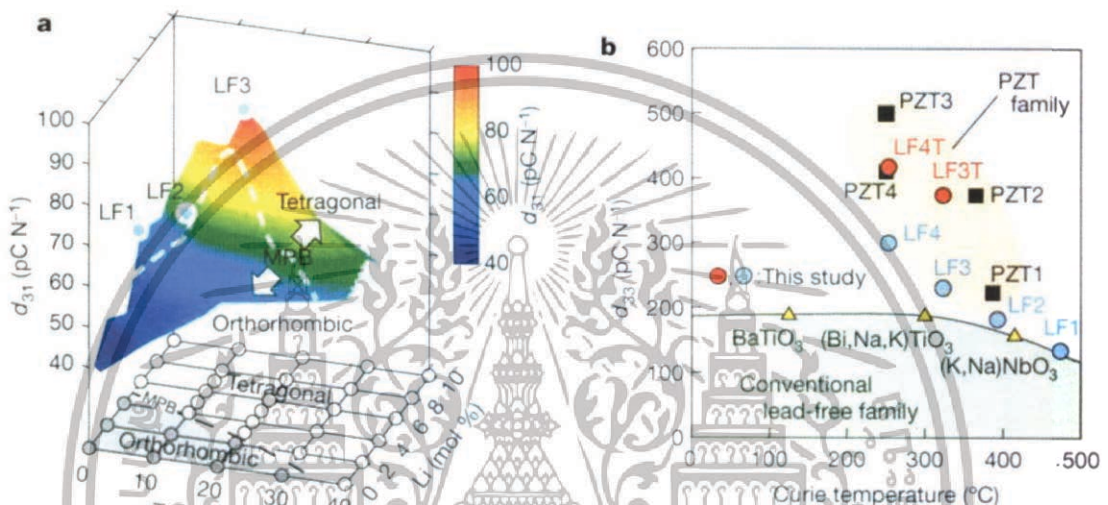 a
LF3
100
90
80
70
60
50
40
d₃₁ (pC N⁻¹)
LF2
LF1
Tetragonal
MPB
Orthorhombic
100
80
60
40
d₃₁ (pC N⁻¹)
Tetragonal
MPB
Orthorhombic
0
10
20
30
40
0
2
4
6
8
10
Li (mol %)
b
600
500
400
300
200
100
0
d₃₃ (pC N⁻¹)
PZT3
PZT
family
LF4T
PZT4
LF3T
PZT2
LF4
:This study
LF3
PZT1
LF2
LF1
BaTiO₃
(Bi,Na,K)TiO₃
(K,Na)NbO₃
Conventional
lead-free family
0
100
200
300
400
500
Curie temperature (°C)